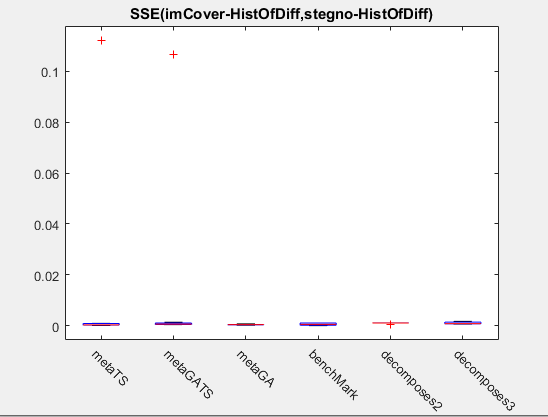 SSE(imCover-HistOfDiff,stegno-HistOfDiff)
0.1
0.08
0.06
0.04
0.02
0
metaTS
metaGATS
metaGA
benchMark
decomposes2
decomposes3